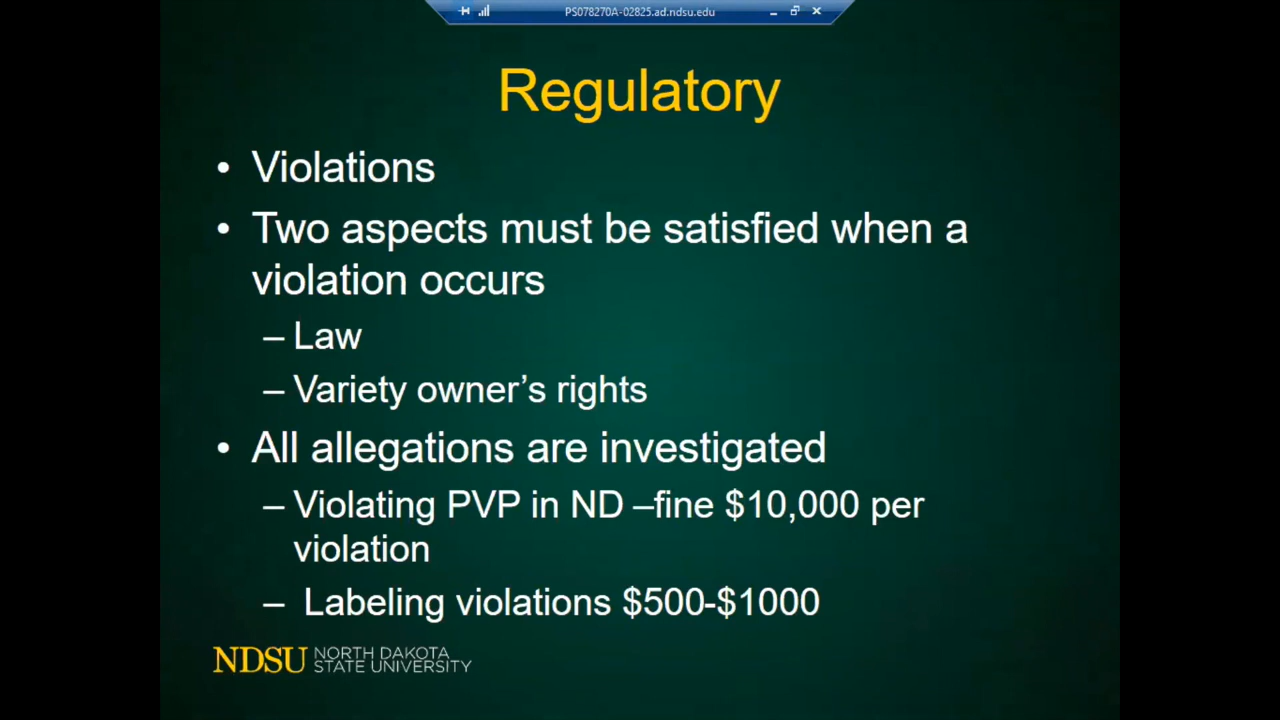 PS078270A-02825.ad.ndsu.edu
Regulatory
• Violations
• Two aspects must be satisfied when a
violation occurs
– Law
– Variety owner’s rights
• All allegations are investigated
– Violating PVP in ND –fine $10,000 per
violation
– Labeling violations $500-$1000
NDSU NORTH DAKOTA
STATE UNIVERSITY